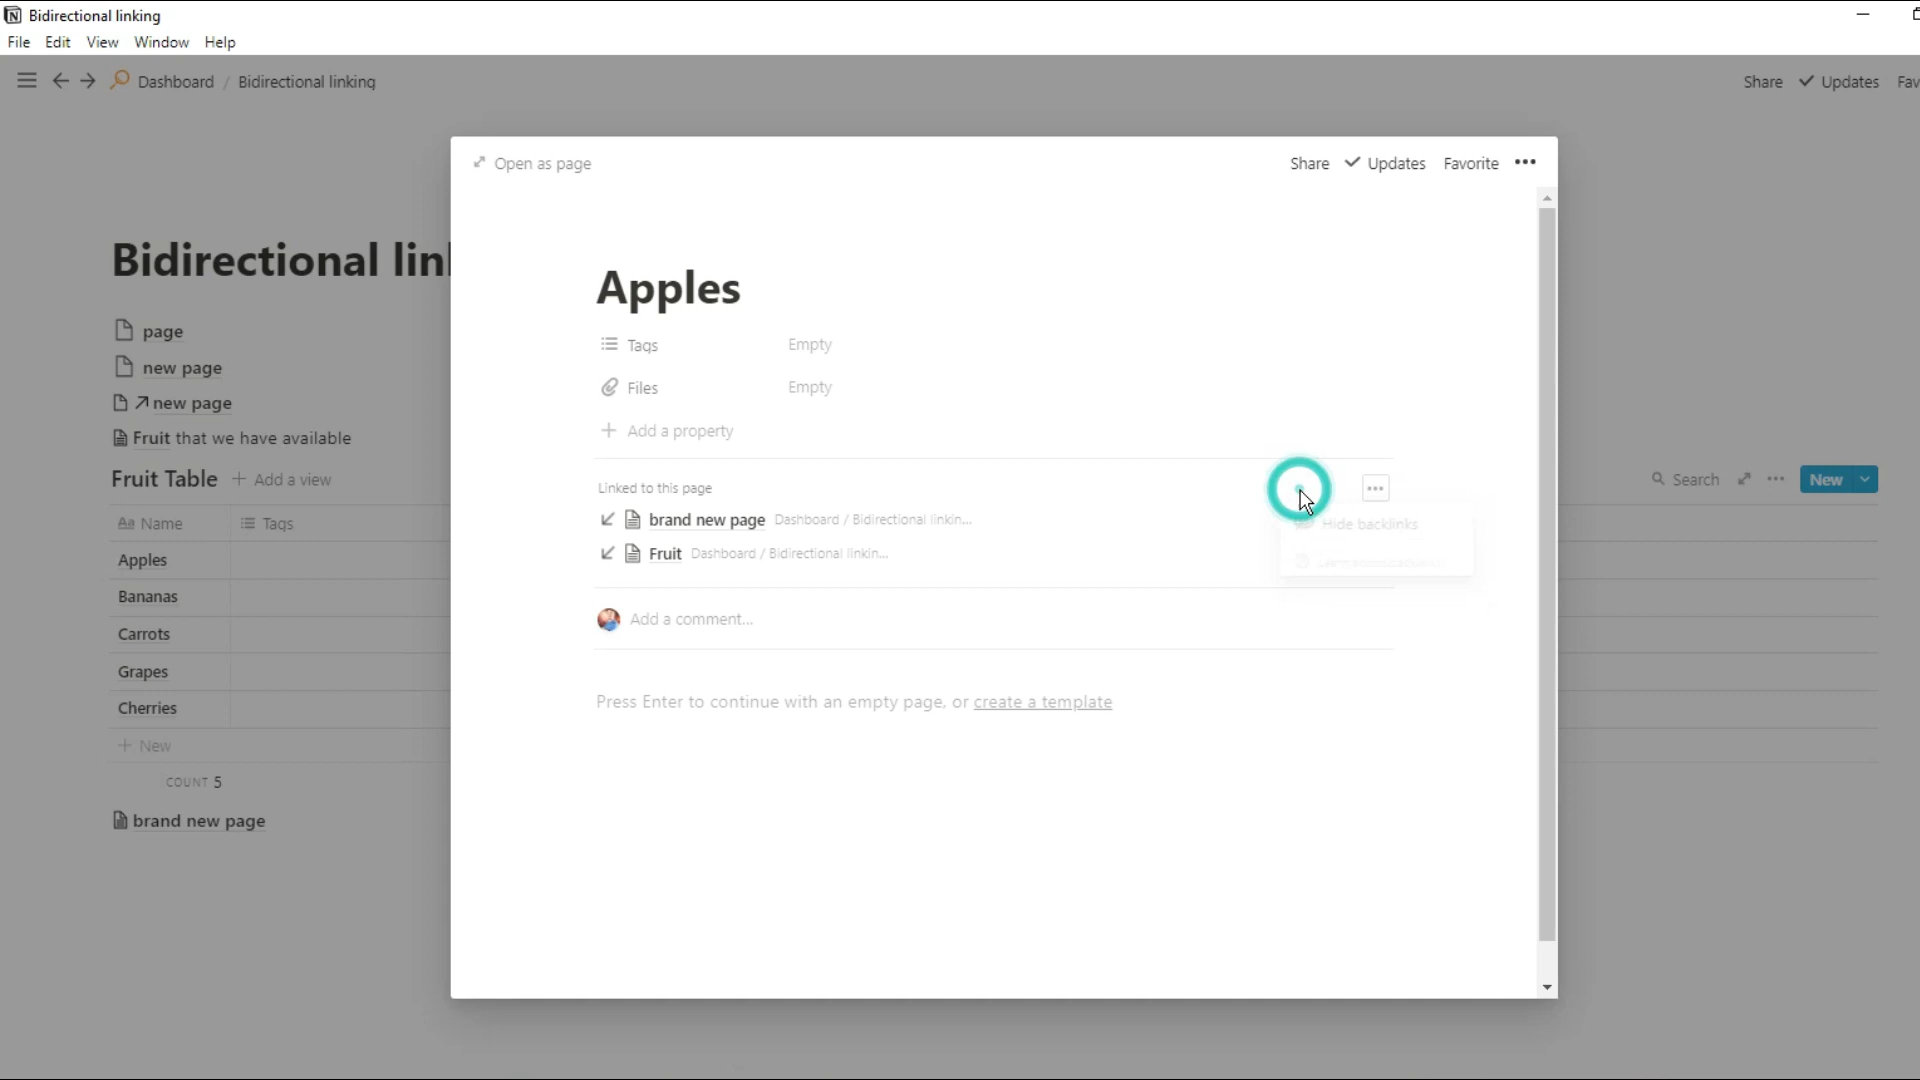 Bidirectional linking
File Edit View Window Help
Dashboard / Bidirectional linking
Share Updates Fav
Open as page
Share Updates Favorite
Bidirectional lin
page
new page
new page
Fruit that we have available
Fruit Table + Add a view
Search New
Aa Name Tags
Apples
Bananas
Carrots
Grapes
Cherries
+ New
COUNT 5
brand new page
Apples
Tags Empty
Files Empty
+ Add a property
Linked to this page
brand new page Dashboard / Bidirectional linkin...
Fruit Dashboard / Bidirectional linkin...
Hide backlinks
Add a comment...
Press Enter to continue with an empty page, or create a template